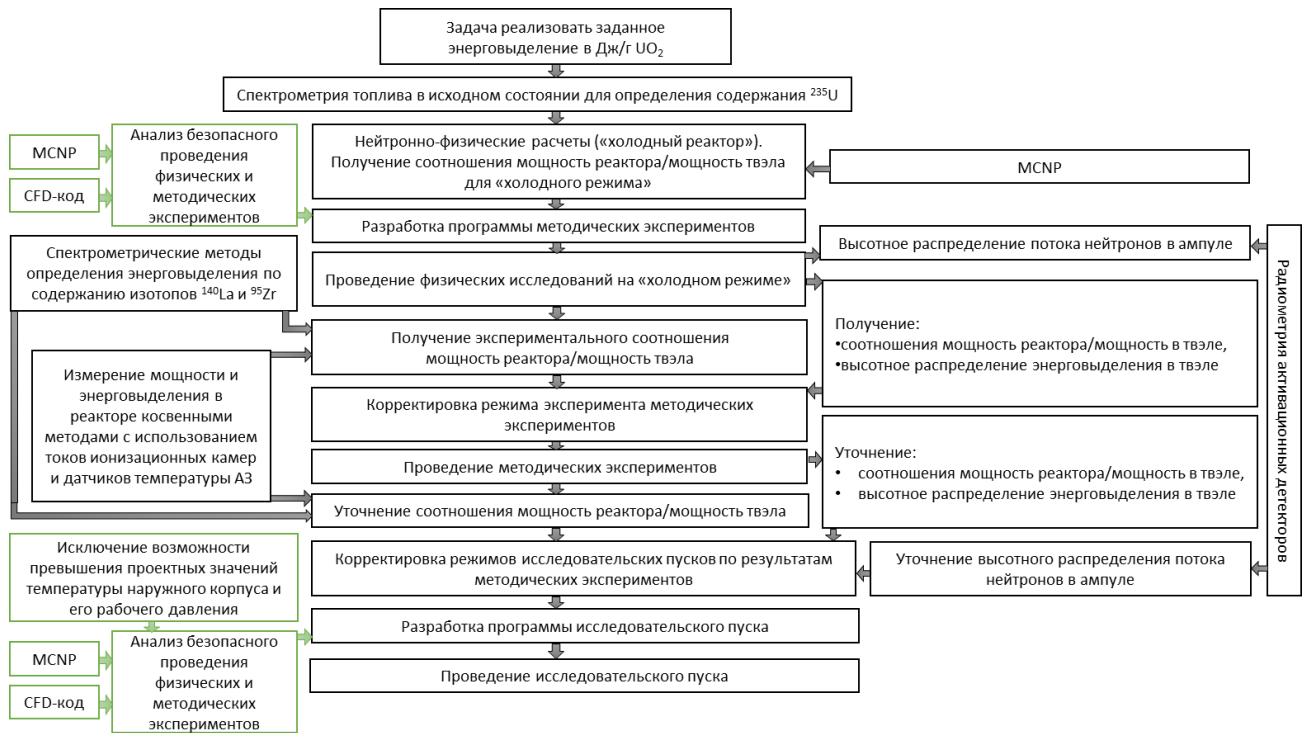 Задача реализовать заданное
энерговыделение в Дж/г UO₂
Спектрометрия топлива в исходном состоянии для определения содержания ²³⁵U
MCNP
CFD-код
Анализ безопасного
проведения
физических и
методических
экспериментов
Нейтронно-физические расчеты («холодный реактор»).
Получение соотношения мощность реактора/мощность твэла
для «холодного режима»
MCNP
Разработка программы методических экспериментов
Спектрометрические методы
определения энерговыделения по
содержанию изотопов ¹⁴⁰La и ⁹⁵Zr
Проведение физических исследований на «холодном режиме»
Высотное распределение потока нейтронов в ампуле
Радиометрия активационных детекторов
Получение:
•соотношения мощность реактора/мощность в твэле,
•высотное распределение энерговыделения в твэле
Получение экспериментального соотношения
мощность реактора/мощность твэла
Измерение мощности и
энерговыделения в
реакторе косвенными
методами с использованием
токов ионизационных камер
и датчиков температуры АЗ
Корректировка режима эксперимента методических
экспериментов
Проведение методических экспериментов
Уточнение:
• соотношения мощность реактора/мощность в твэле,
• высотное распределение энерговыделения в твэле
Уточнение соотношения мощность реактора/мощность твэла
Исключение возможности
превышения проектных значений
температуры наружного корпуса и
его рабочего давления
Корректировка режимов исследовательских пусков по результатам
методических экспериментов
Уточнение высотного распределения потока
нейтронов в ампуле
Разработка программы исследовательского пуска
MCNP
CFD-код
Анализ безопасного
проведения
физических и
методических
экспериментов
Проведение исследовательского пуска